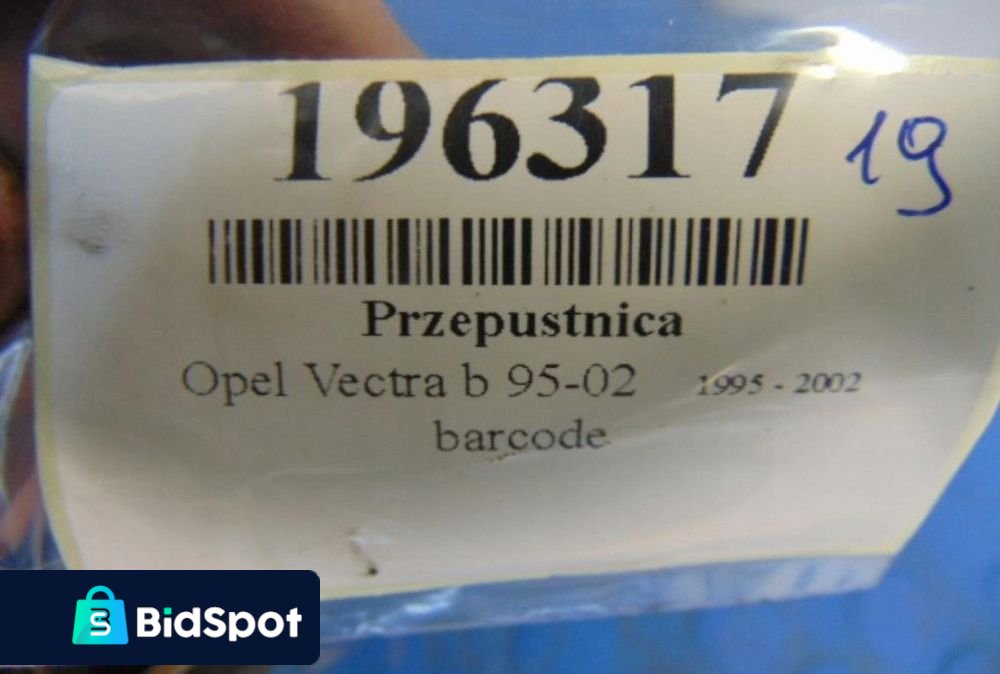 196317 19
Przepustnica
Opel Vectra b 95-02 1995 - 2002
barcode
BidSpot